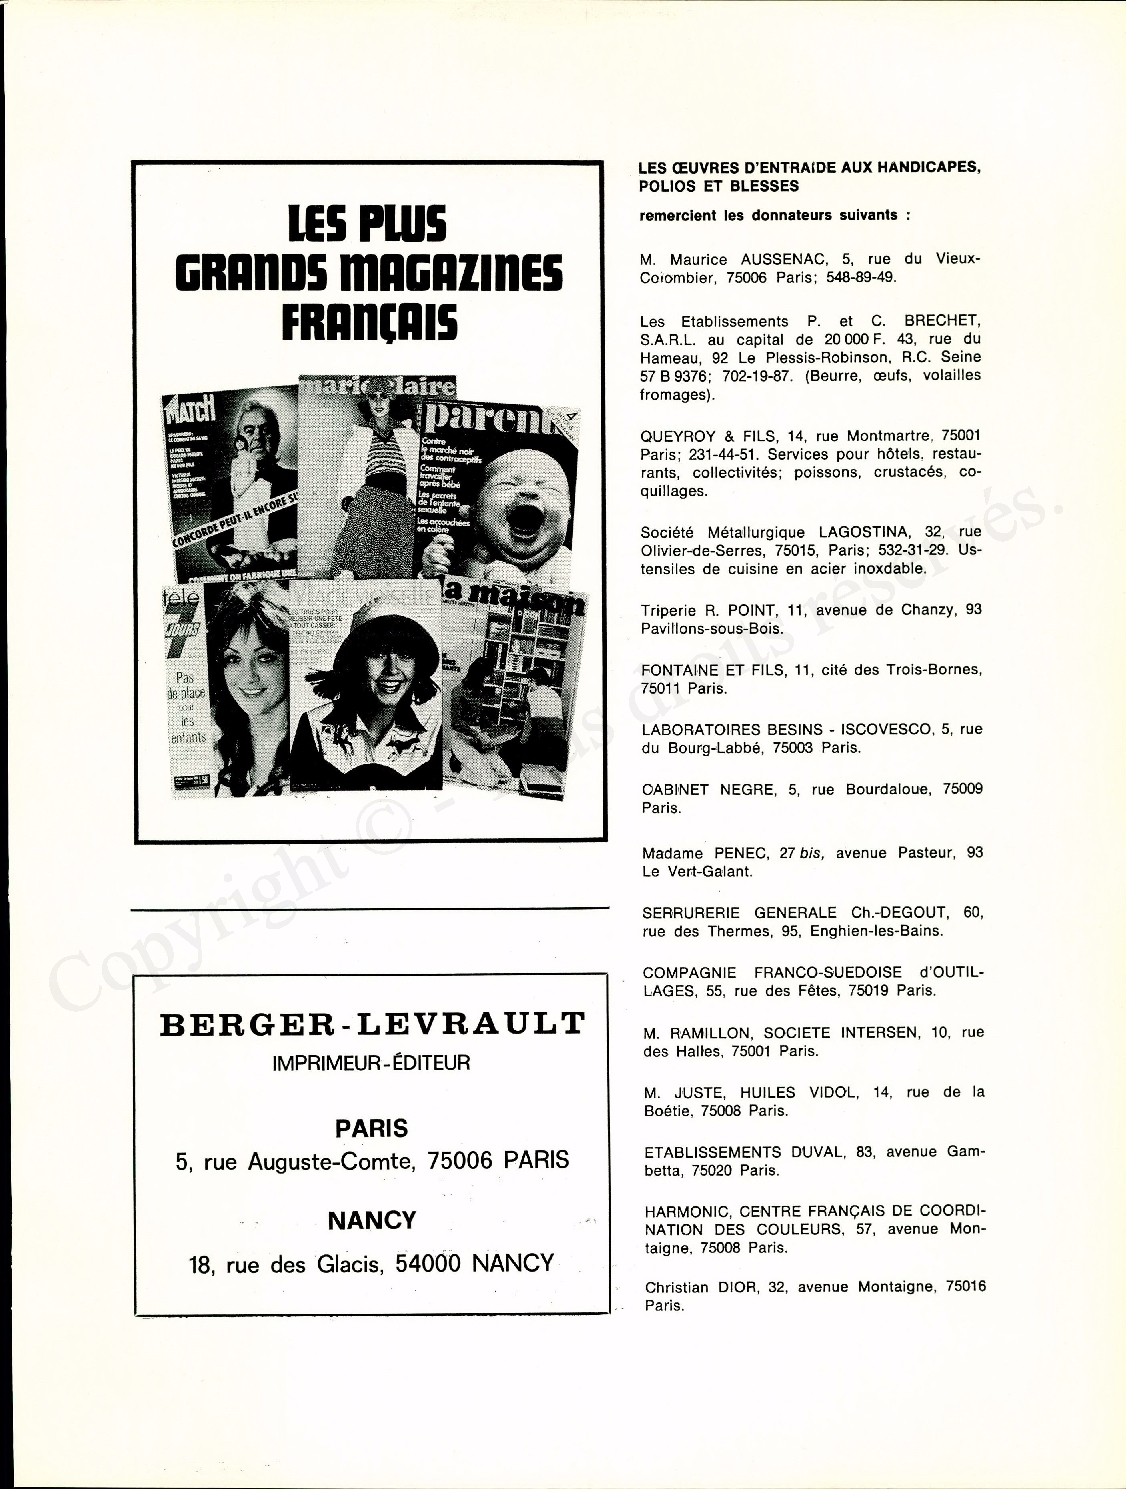 LES PLUS
GRANDS MAGAZINES
FRANÇAIS
MATCH
CONCORDE PEUT-IL ENCORE
marie claire
paren
Contre
le marché noir
des contraceptifs
Comment
travailler
après bébé
Les secrets
de l'entente
sexuelle
Les accouchées
en colère
télé
7
JOURS
Pas
de place
pour
les
enfants
la maison
BERGER-LEVRAULT
IMPRIMEUR-ÉDITEUR
PARIS
5, rue Auguste-Comte, 75006 PARIS
NANCY
18, rue des Glacis, 54000 NANCY
LES ŒUVRES D'ENTRAIDE AUX HANDICAPES,
POLIOS ET BLESSES
remercient les donnateurs suivants :
M. Maurice AUSSENAC, 5, rue du Vieux-
Colombier, 75006 Paris; 548-89-49.
Les Etablissements P. et C. BRECHET,
S.A.R.L. au capital de 20 000 F. 43, rue du
Hameau, 92 Le Plessis-Robinson, R.C. Seine
57 B 9376; 702-19-87. (Beurre, œufs, volailles
fromages).
QUEYROY & FILS, 14, rue Montmartre, 75001
Paris; 231-44-51. Services pour hôtels, restau-
rants, collectivités; poissons, crustacés, co-
quillages.
Société Métallurgique LAGOSTINA, 32, rue
Olivier-de-Serres, 75015, Paris; 532-31-29. Us-
tensiles de cuisine en acier inoxdable.
Triperie R. POINT, 11, avenue de Chanzy, 93
Pavillons-sous-Bois.
FONTAINE ET FILS, 11, cité des Trois-Bornes,
75011 Paris.
LABORATOIRES BESINS - ISCOVESCO, 5, rue
du Bourg-Labbé, 75003 Paris.
CABINET NEGRE, 5, rue Bourdaloue, 75009
Paris.
Madame PENEC, 27 bis, avenue Pasteur, 93
Le Vert-Galant.
SERRURERIE GENERALE Ch.-DEGOUT, 60,
rue des Thermes, 95, Enghien-les-Bains.
COMPAGNIE FRANCO-SUEDOISE d'OUTIL-
LAGES, 55, rue des Fêtes, 75019 Paris.
M. RAMILLON, SOCIETE INTERSEN, 10, rue
des Halles, 75001 Paris.
M. JUSTE, HUILES VIDOL, 14, rue de la
Boétie, 75008 Paris.
ETABLISSEMENTS DUVAL, 83, avenue Gam-
betta, 75020 Paris.
HARMONIC, CENTRE FRANÇAIS DE COORDI-
NATION DES COULEURS, 57, avenue Mon-
taigne, 75008 Paris.
Christian DIOR, 32, avenue Montaigne, 75016
Paris.
Copyright © - Tous droits réservés.